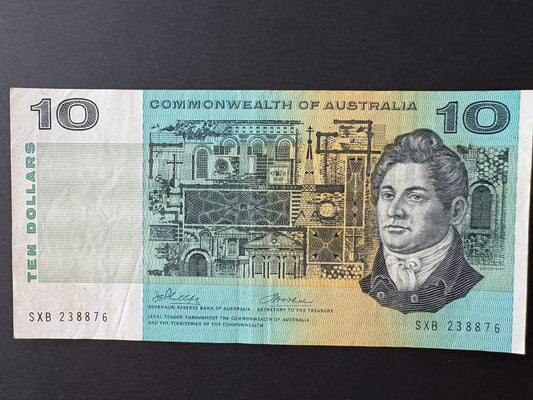 10
COMMONWEALTH OF AUSTRALIA
10
TEN DOLLARS
GOVERNOR, RESERVE BANK OF AUSTRALIA
SECRETARY TO THE TREASURY
LEGAL TENDER THROUGHOUT THE COMMONWEALTH OF AUSTRALIA
AND THE TERRITORIES OF THE COMMONWEALTH
SXB 238876
SXB 238876